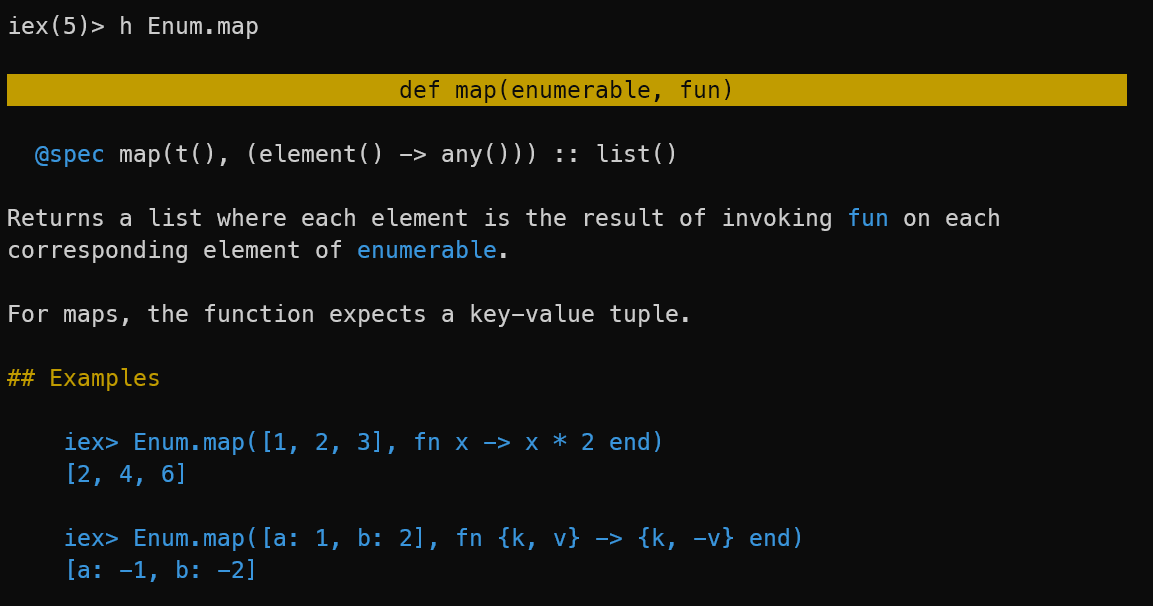 iex(5)> h Enum.map
def map(enumerable, fun)
@spec map(t(), (element() -> any())) :: list()
Returns a list where each element is the result of invoking fun on each
corresponding element of enumerable.
For maps, the function expects a key-value tuple.
## Examples
iex> Enum.map([1, 2, 3], fn x -> x * 2 end)
[2, 4, 6]
iex> Enum.map([a: 1, b: 2], fn {k, v} -> {k, -v} end)
[a: -1, b: -2]